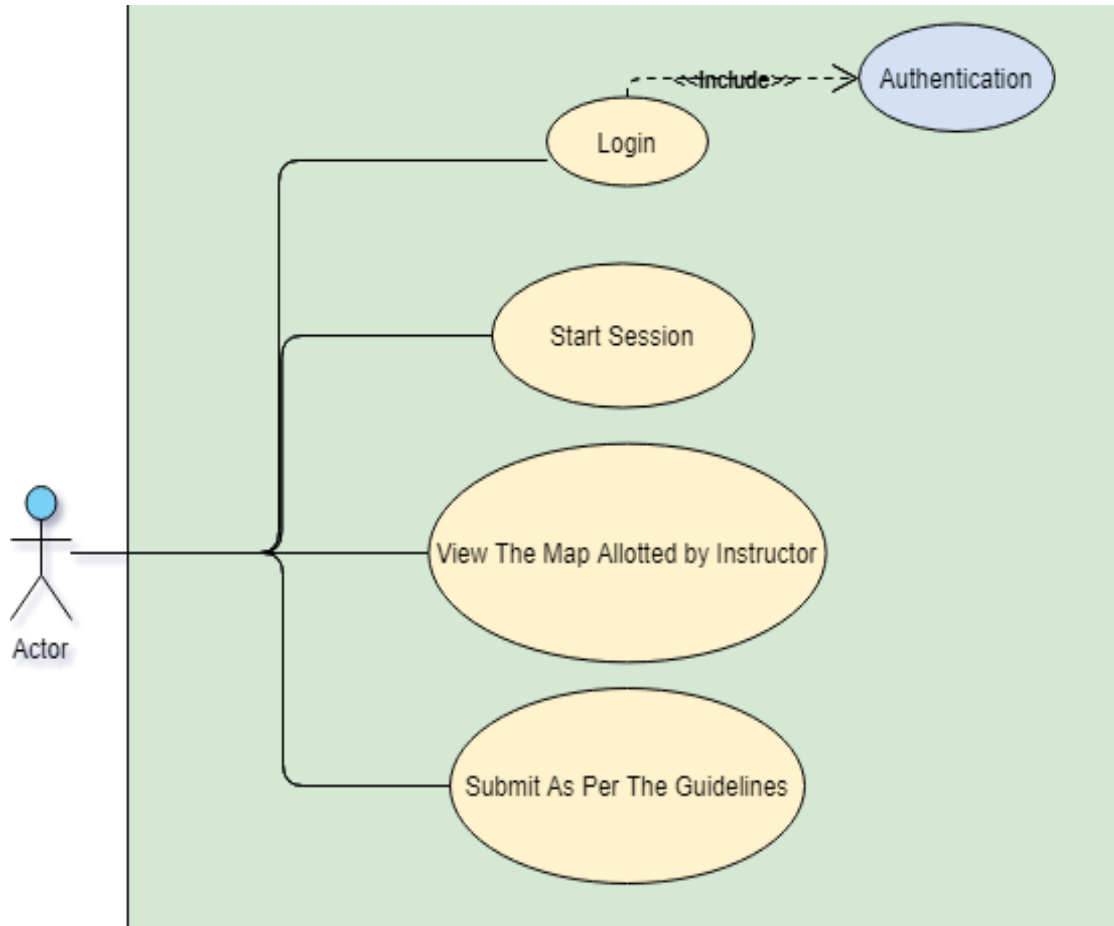 <<Include>>
Authentication
Login
Start Session
View The Map Allotted by Instructor
Actor
Submit As Per The Guidelines